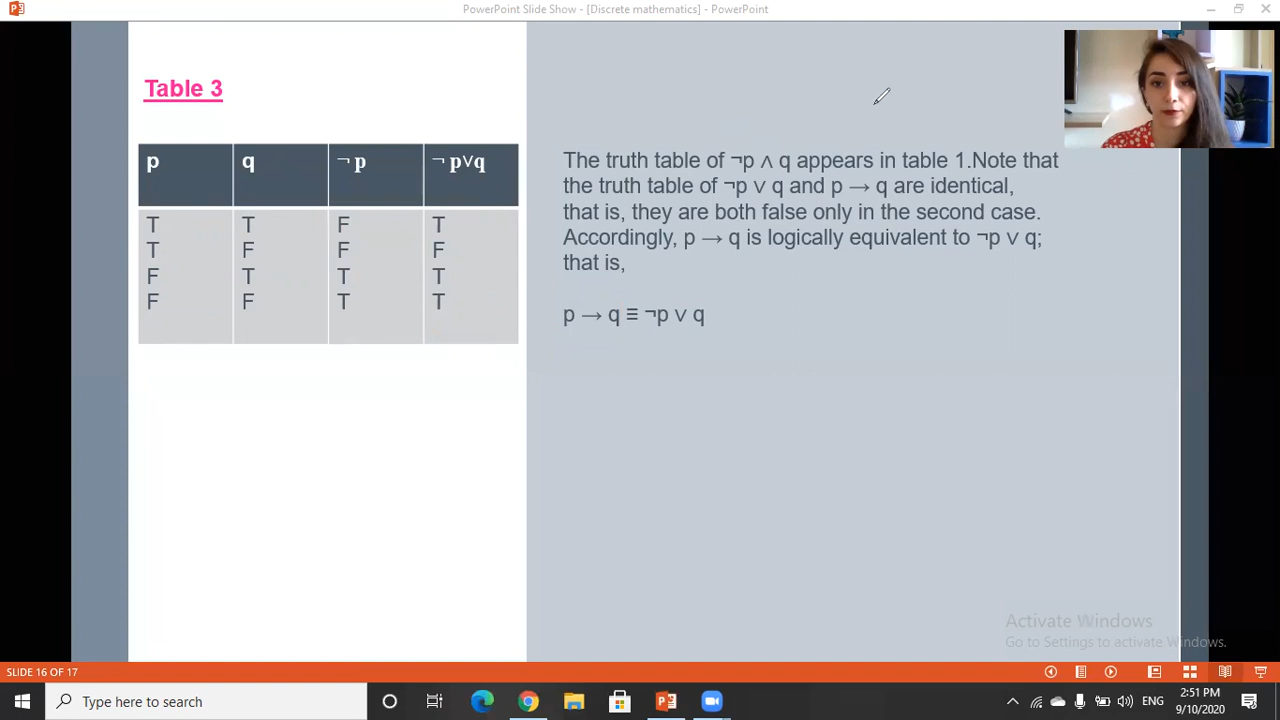 PowerPoint Slide Show - [Discrete mathematics] - PowerPoint
Table 3
p q ¬ p ¬ p∨q
T T F T
T F F F
F T T T
F F T T
The truth table of ¬p ∧ q appears in table 1.Note that
the truth table of ¬p ∨ q and p → q are identical,
that is, they are both false only in the second case.
Accordingly, p → q is logically equivalent to ¬p ∨ q;
that is,
p → q ≡ ¬p ∨ q
Activate Windows
Go to Settings to activate Windows.
SLIDE 16 OF 17
Type here to search
ENG
2:51 PM
9/10/2020